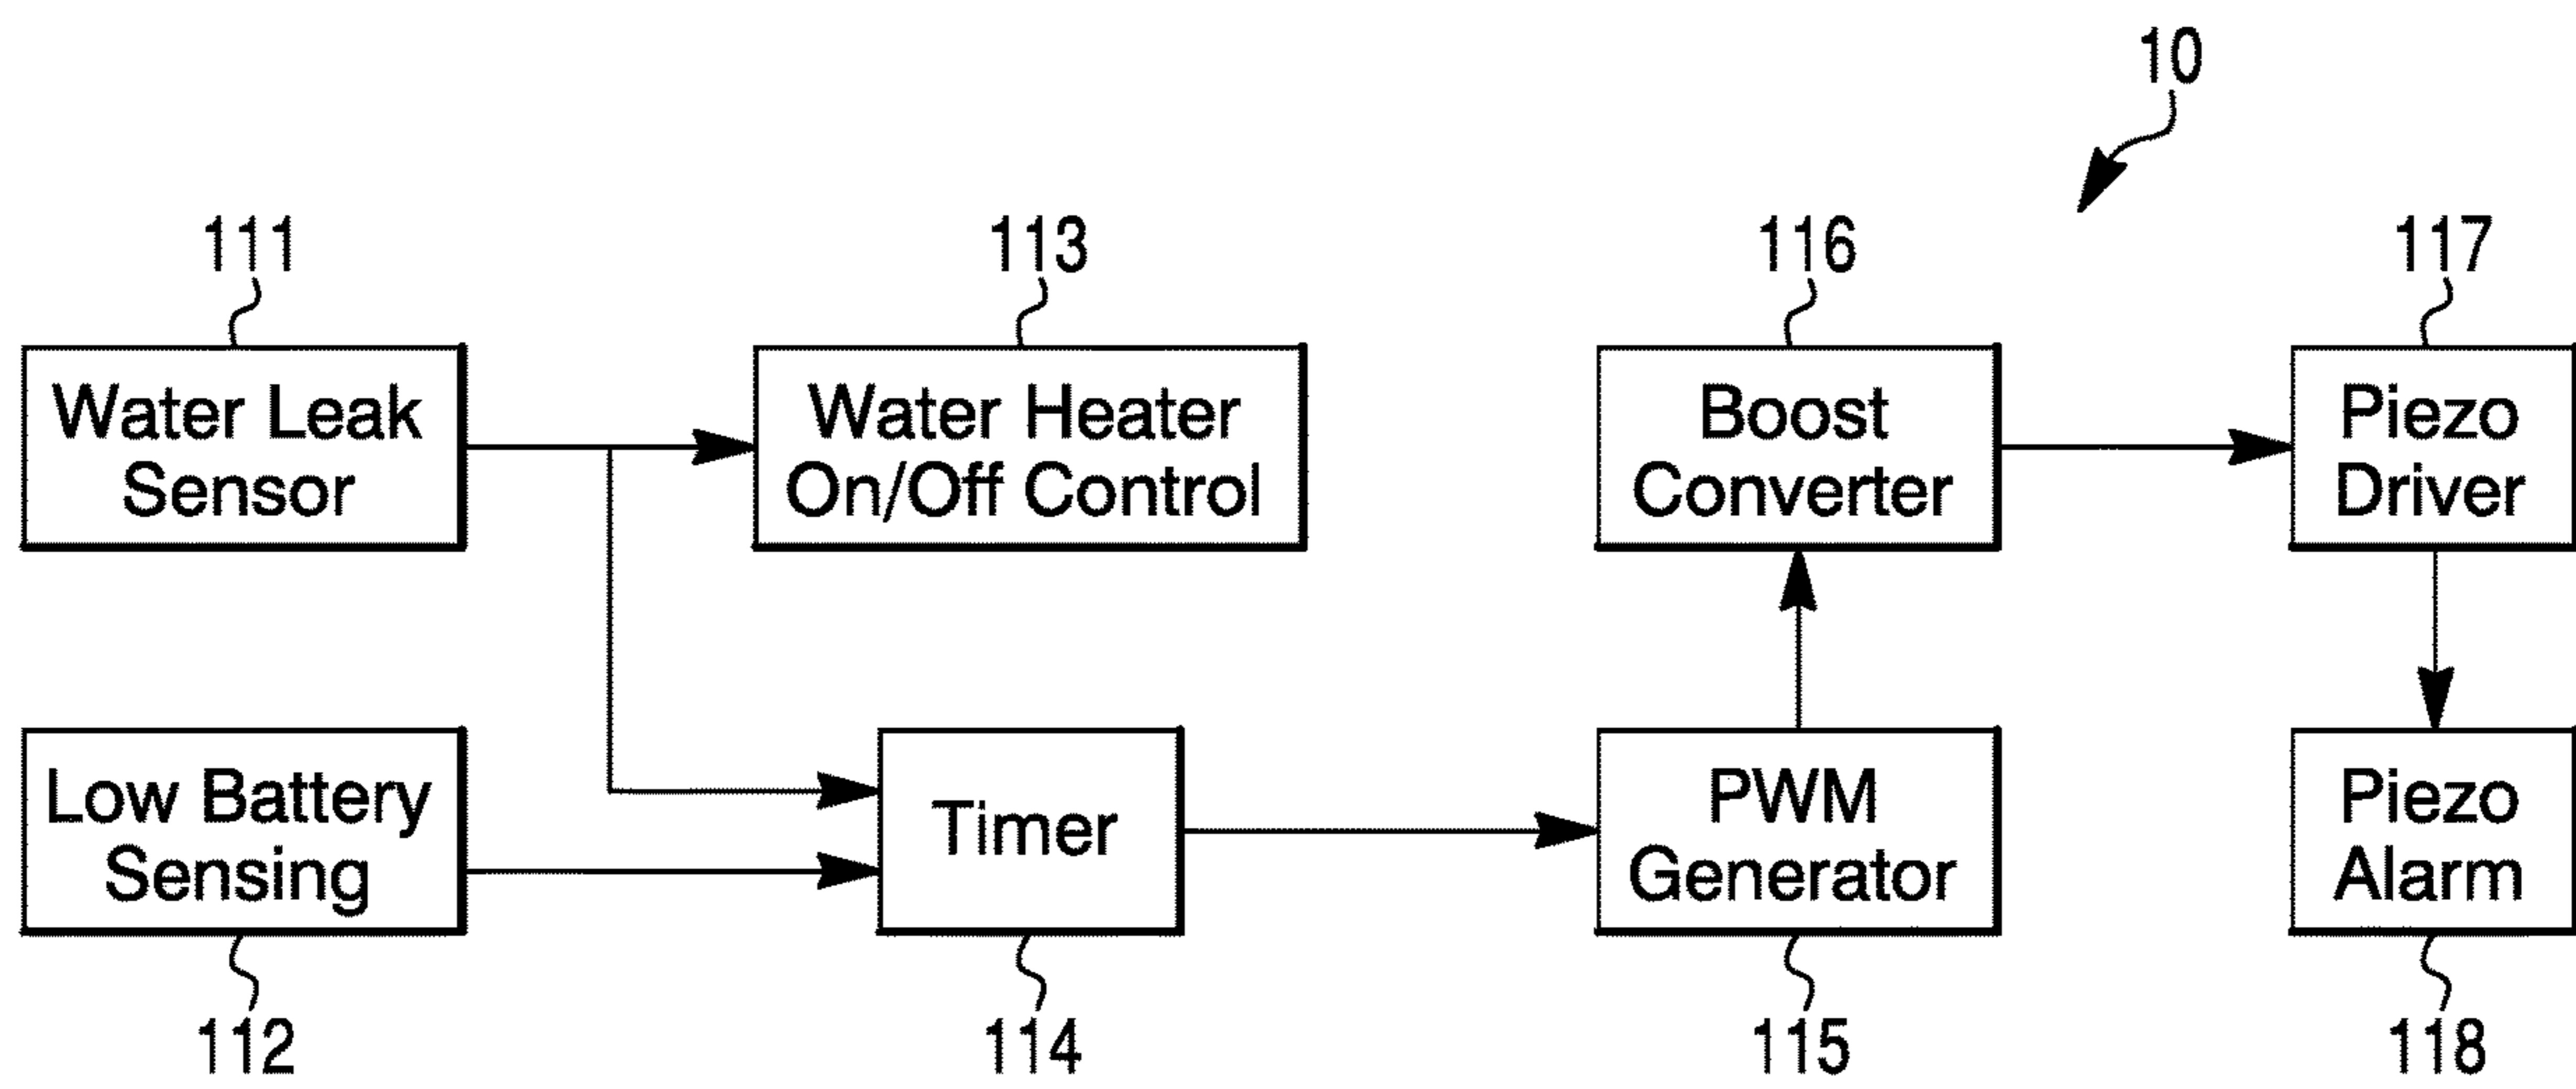 10
111
113
116
117
Water Leak
Sensor
Water Heater
On/Off Control
Boost
Converter
Piezo
Driver
Low Battery
Sensing
Timer
PWM
Generator
Piezo
Alarm
112
114
115
118